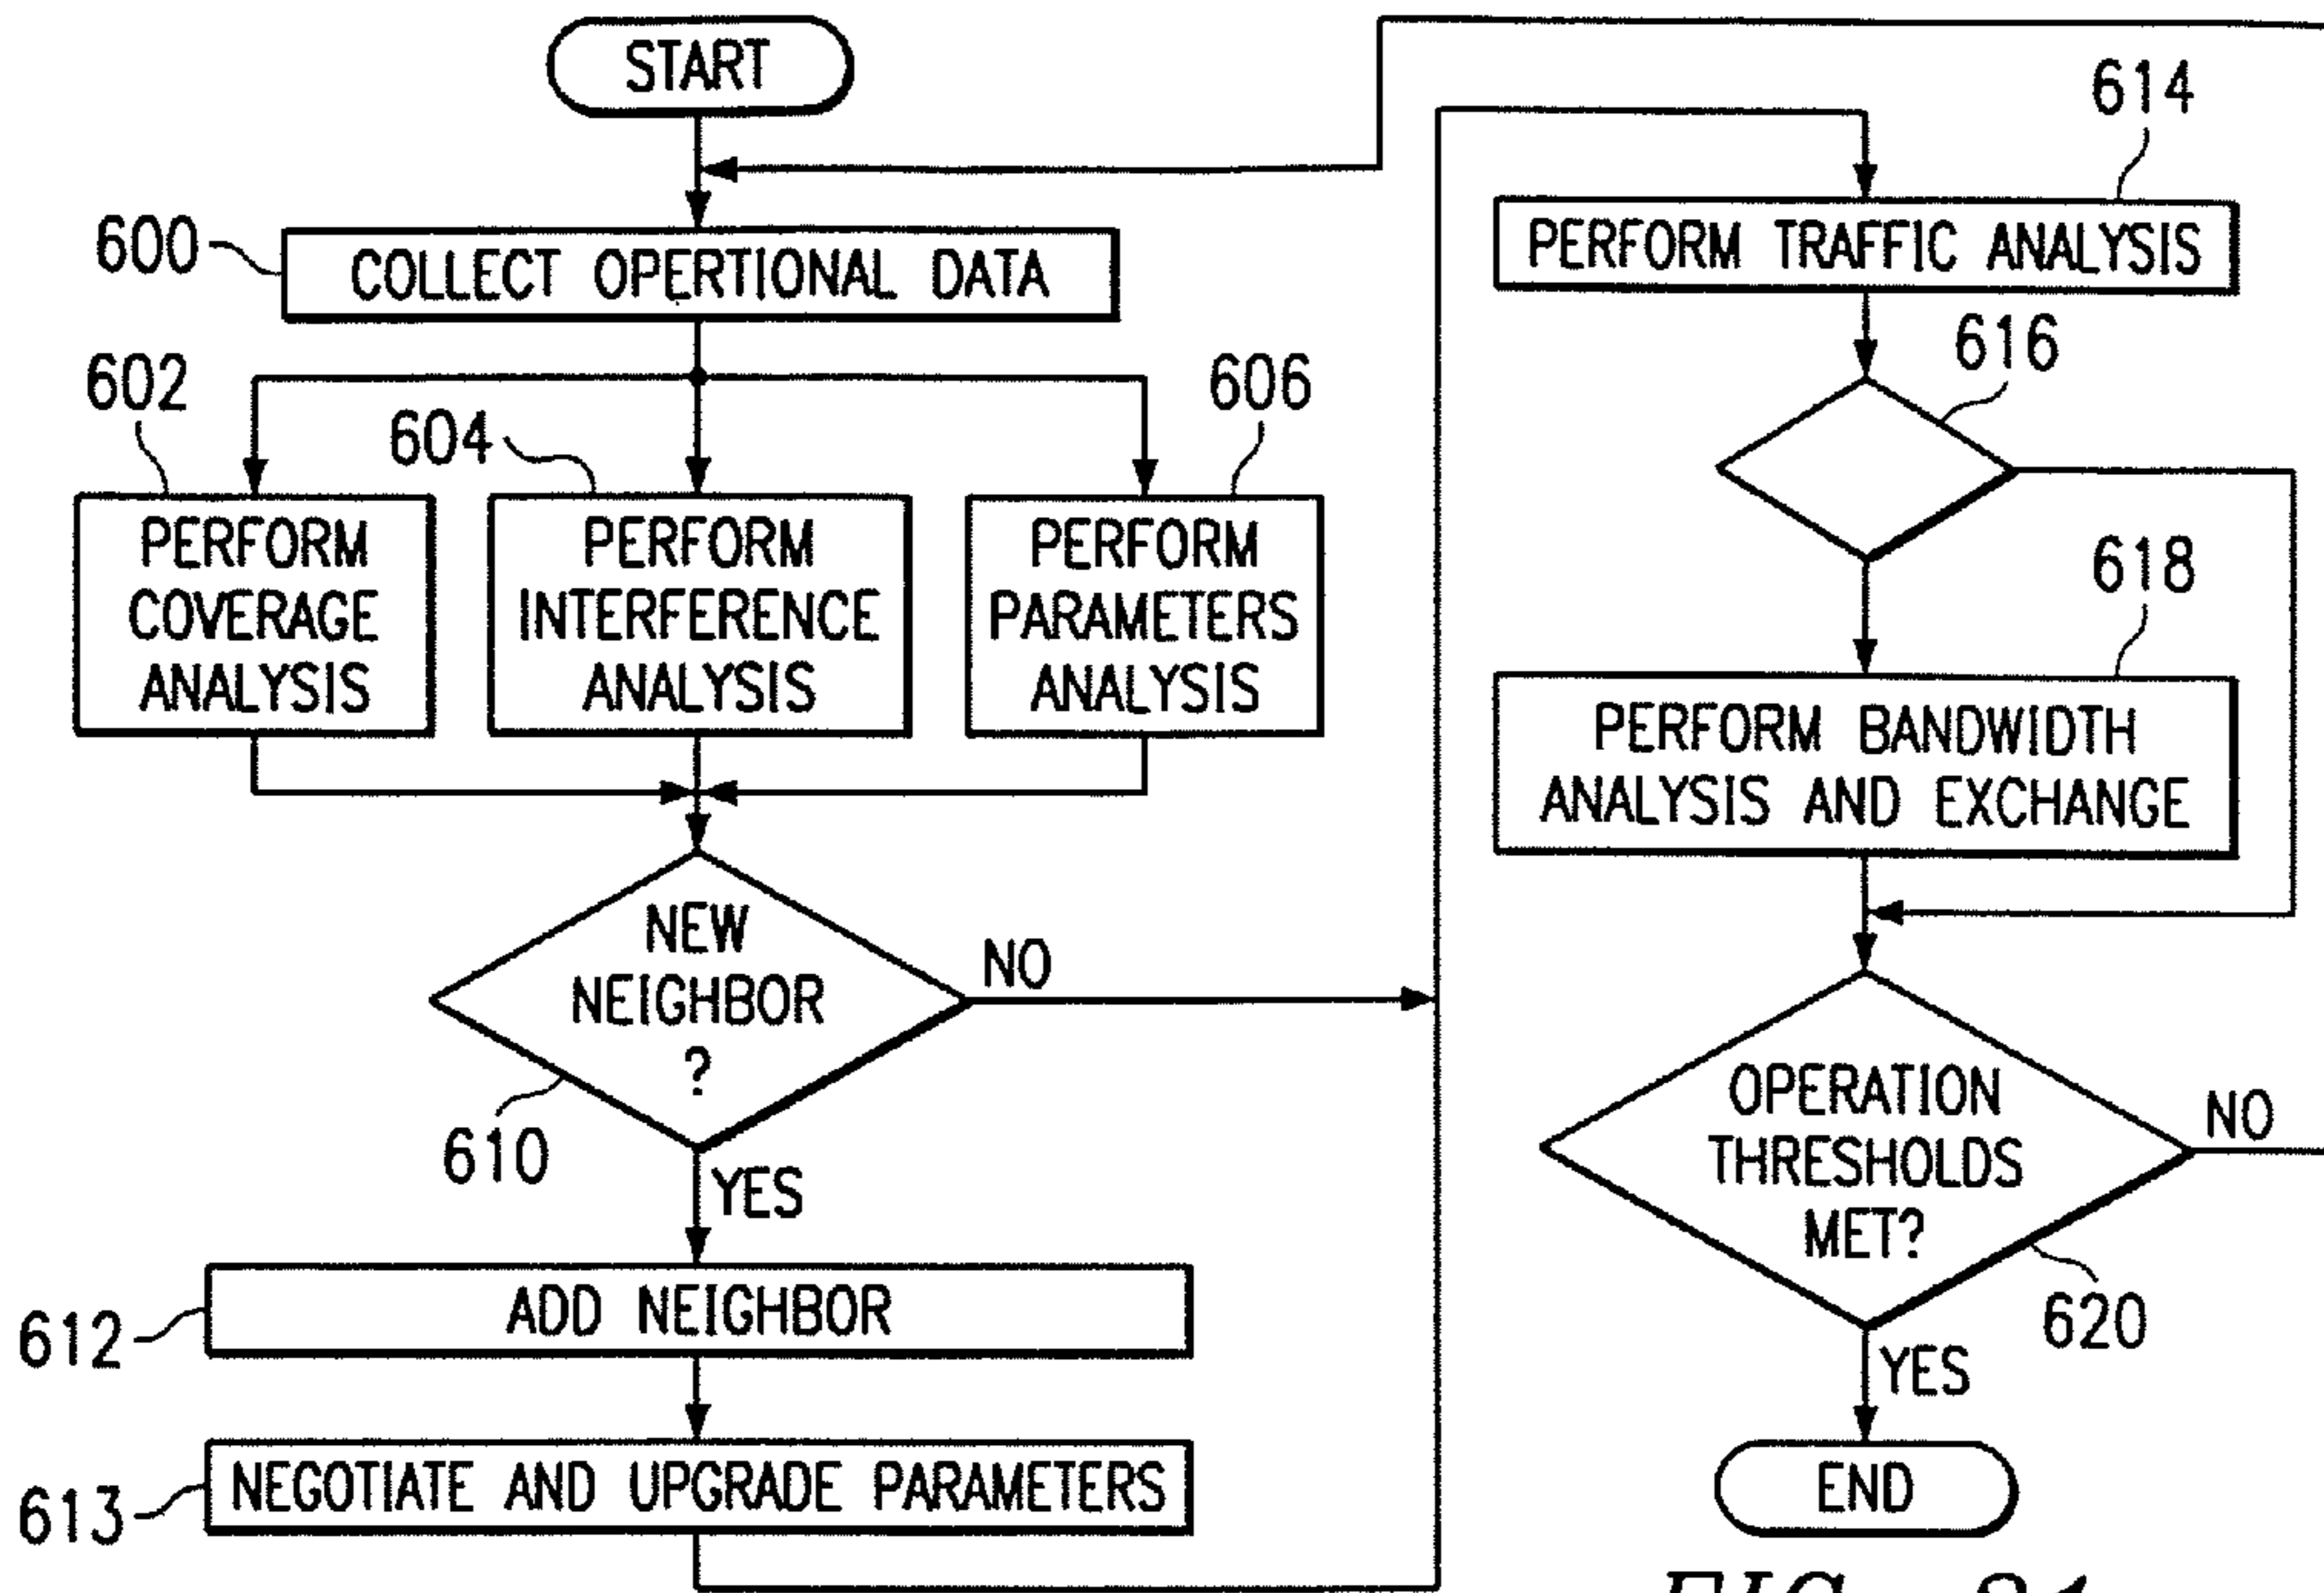 START
600
COLLECT OPERTIONAL DATA
602
604
606
PERFORM
COVERAGE
ANALYSIS
PERFORM
INTERFERENCE
ANALYSIS
PERFORM
PARAMETERS
ANALYSIS
NEW
NEIGHBOR
?
NO
610
YES
612
ADD NEIGHBOR
613
NEGOTIATE AND UPGRADE PARAMETERS
614
PERFORM TRAFFIC ANALYSIS
616
618
PERFORM BANDWIDTH
ANALYSIS AND EXCHANGE
OPERATION
THRESHOLDS
MET?
NO
620
YES
END